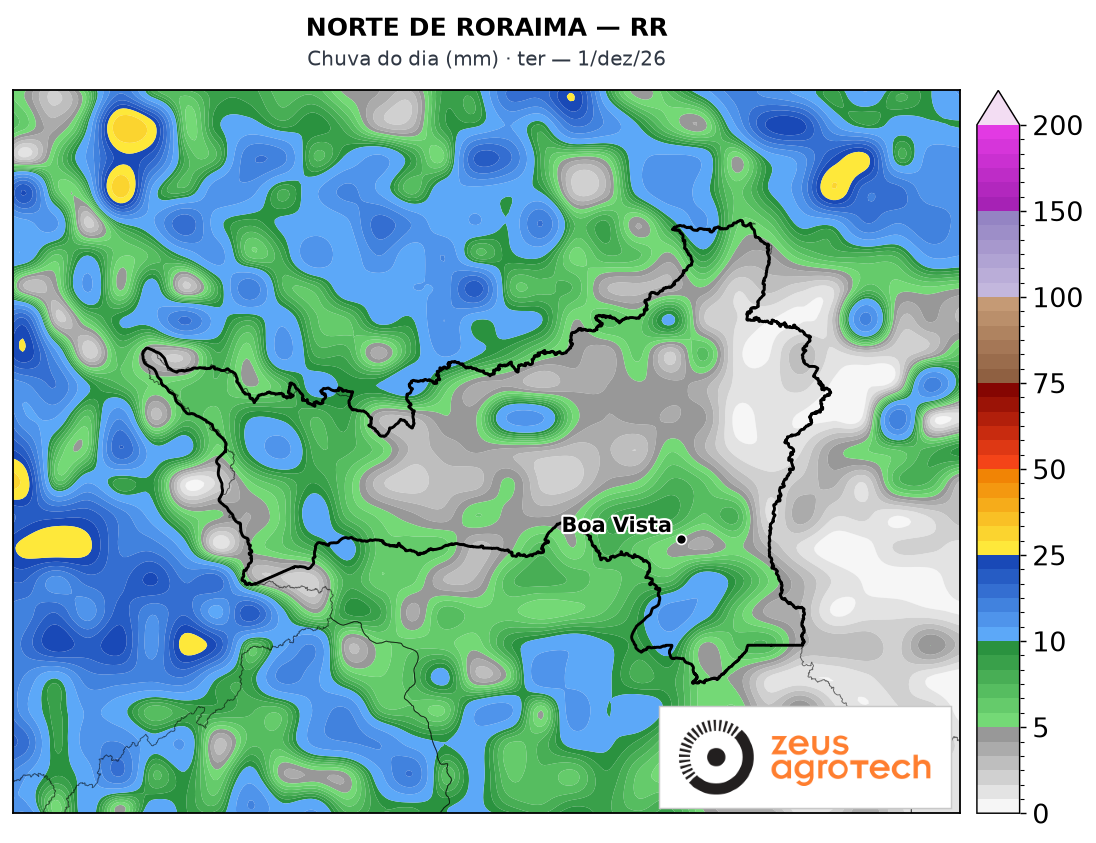 NORTE DE RORAIMA — RR
Chuva do dia (mm) · ter — 1/dez/26
200
150
100
75
50
25
10
5
0
Boa Vista
zeus
agrotech